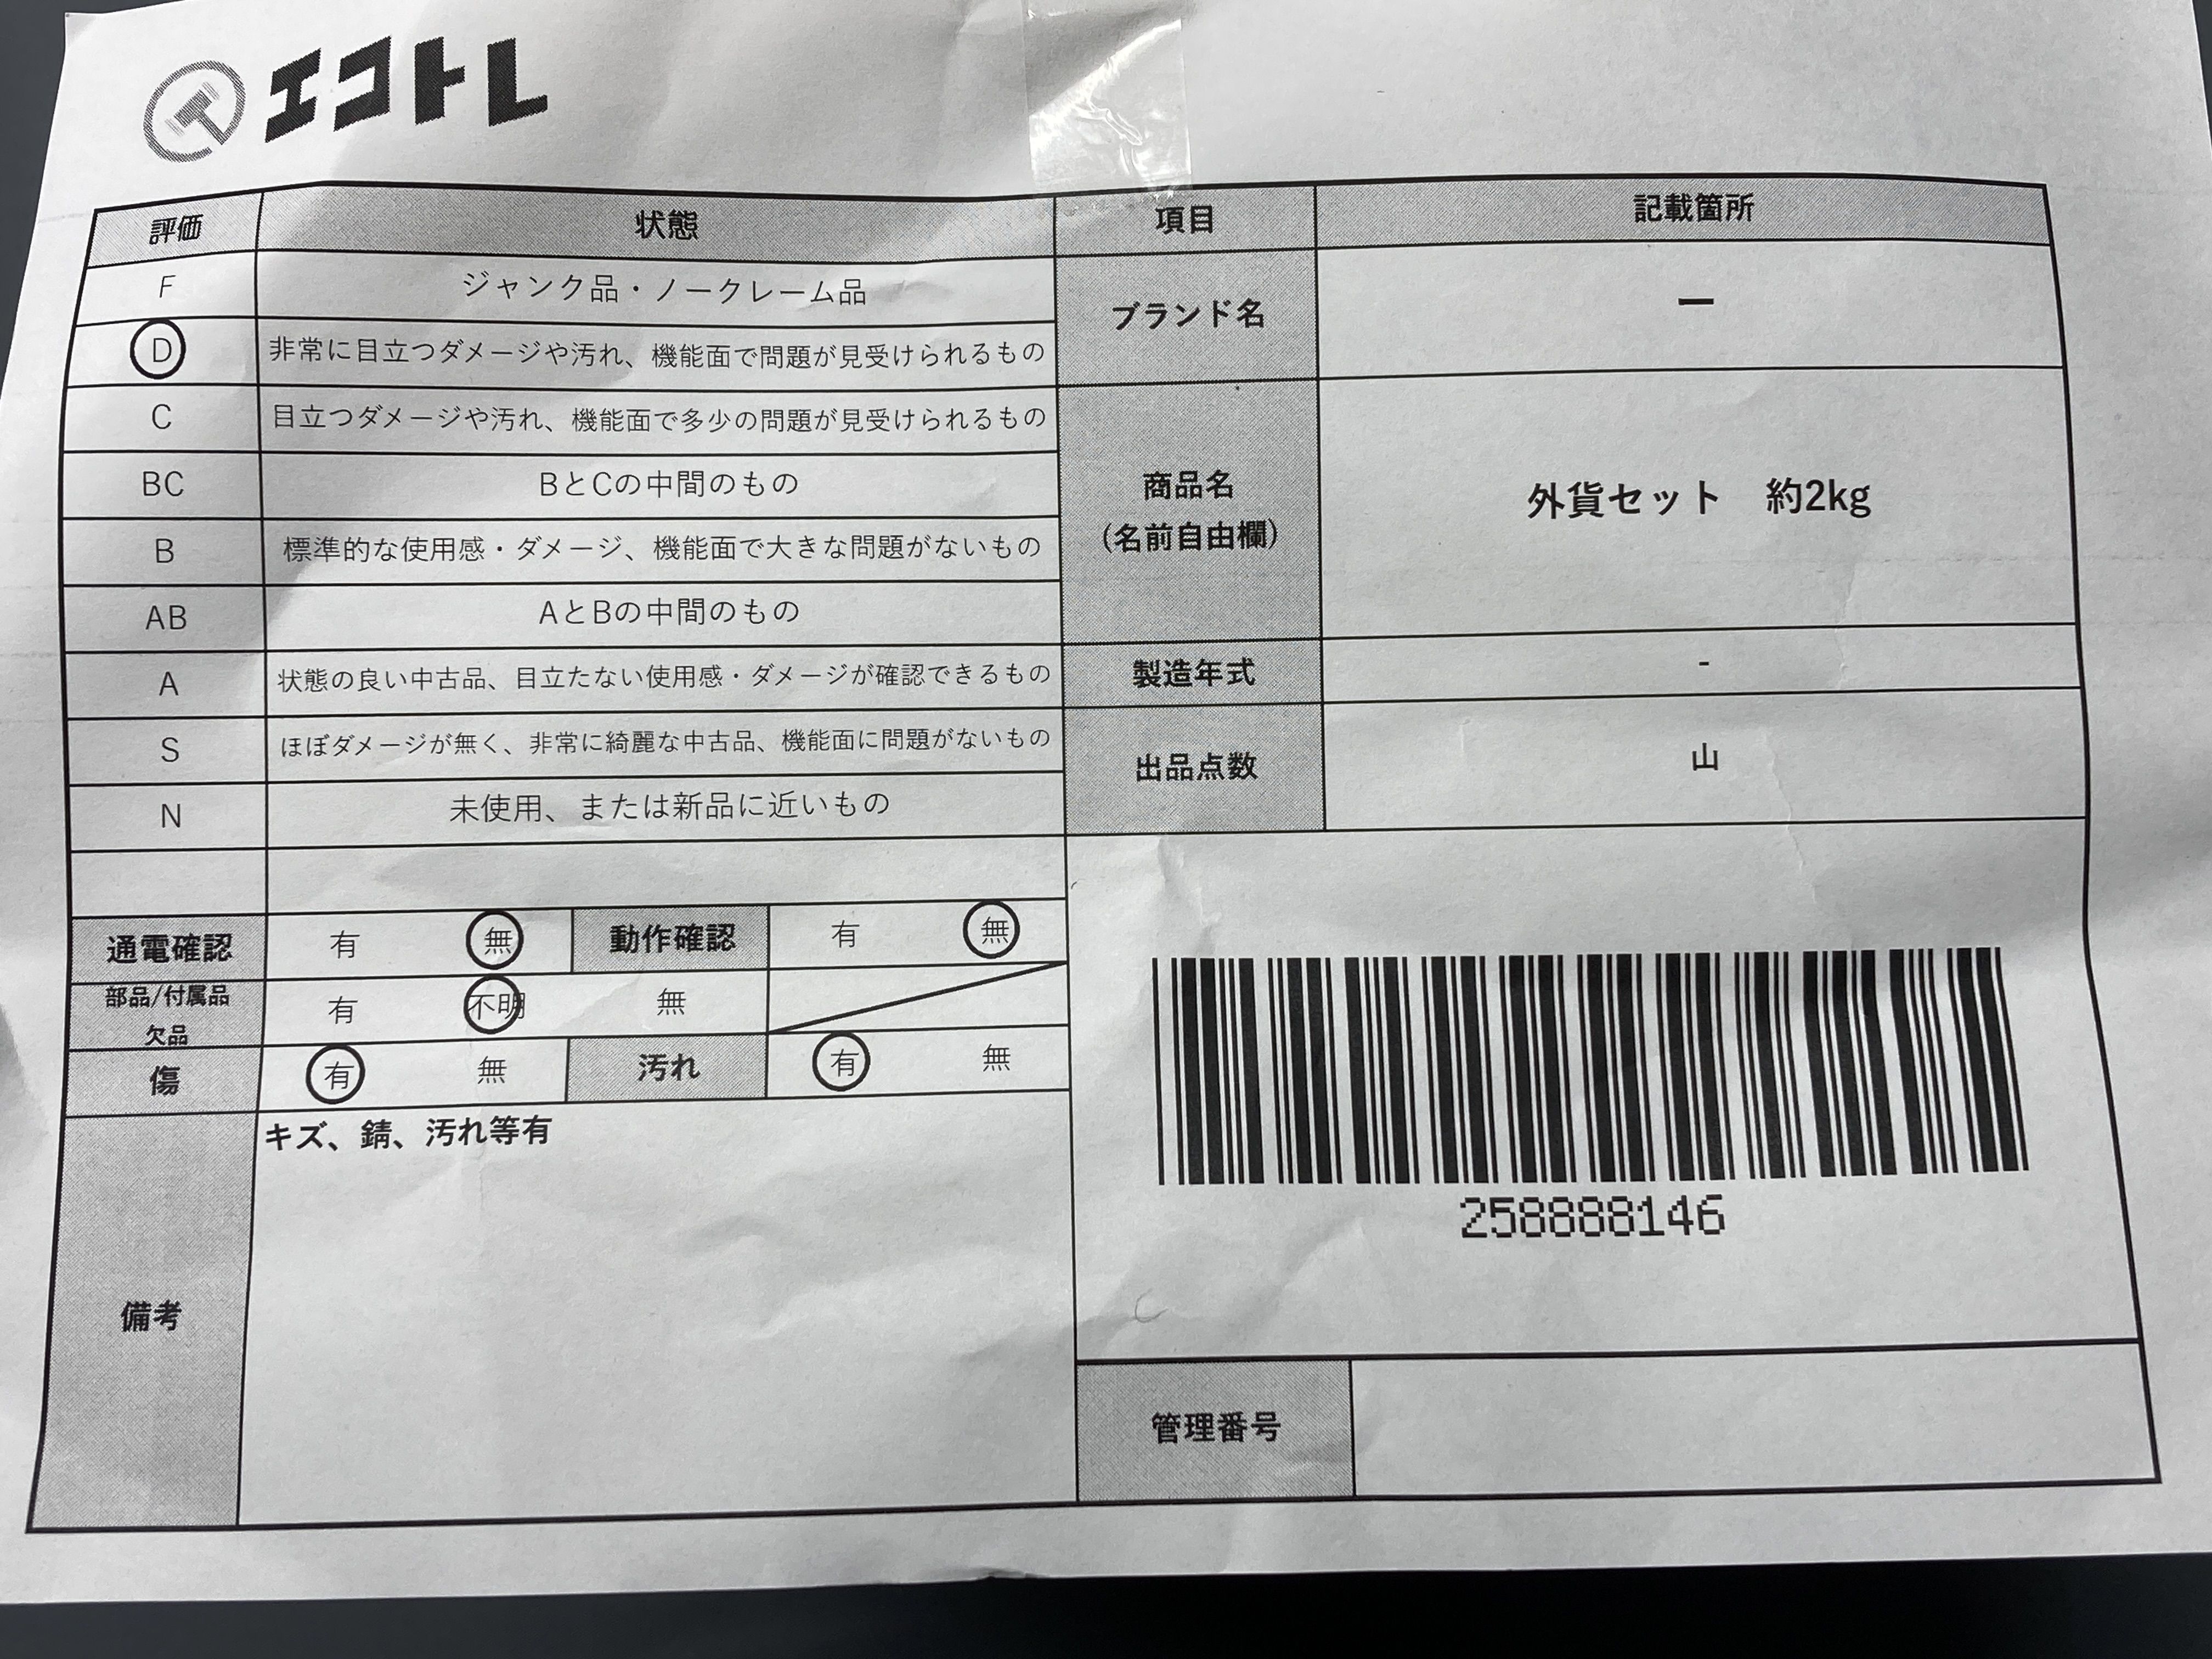 エコトレ
評価 状態 項目 記載箇所
F ジャンク品・ノークレーム品
D 非常に目立つダメージや汚れ、機能面で問題が見受けられるもの
ブランド名 ー
C 目立つダメージや汚れ、機能面で多少の問題が見受けられるもの
BC BとCの中間のもの
B 標準的な使用感・ダメージ、機能面で大きな問題がないもの
AB AとBの中間のもの
商品名
(名前自由欄)
外貨セット 約2kg
A 状態の良い中古品、目立たない使用感・ダメージが確認できるもの
製造年式 -
S ほぼダメージが無く、非常に綺麗な中古品、機能面に問題がないもの
N 未使用、または新品に近いもの
出品点数 山
通電確認 有 無 動作確認 有 無
部品/付属品
欠品
有 不明 無
傷 有 無 汚れ 有 無
備考
キズ、錆、汚れ等有
258888146
管理番号